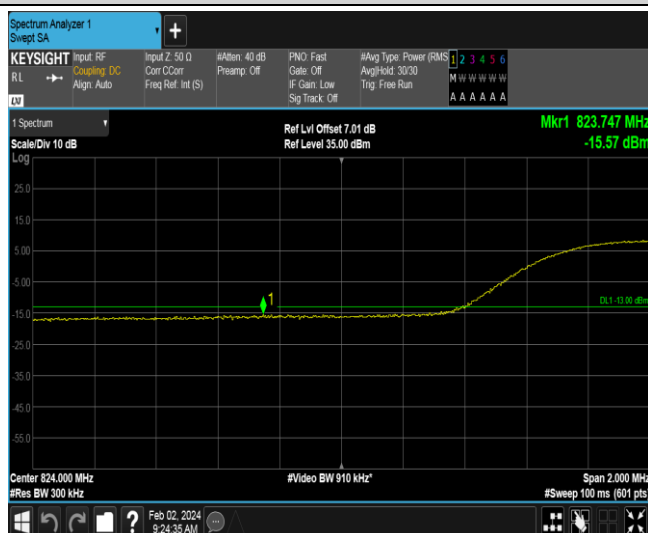 Spectrum Analyzer 1
Swept SA
+
KEYSIGHT
RL
LXI
Input: RF
Coupling: DC
Align: Auto
Input Z: 50 Ω
Corr CCorr
Freq Ref: Int (S)
#Atten: 40 dB
Preamp: Off
PNO: Fast
Gate: Off
IF Gain: Low
Sig Track: Off
#Avg Type: Power (RMS
Avg|Hold: 30/30
Trig: Free Run
1 2 3 4 5 6
M W W W W W
A A A A A A
1 Spectrum
Scale/Div 10 dB
Log
Ref Lvl Offset 7.01 dB
Ref Level 35.00 dBm
Mkr1 823.747 MHz
-15.57 dBm
25.0
15.0
5.00
-5.00
1
DL1 -13.00 dBm
-15.0
-25.0
-35.0
-45.0
-55.0
Center 824.000 MHz
#Video BW 910 kHz*
Span 2.000 MHz
#Res BW 300 kHz
#Sweep 100 ms (601 pts)
?
Feb 02, 2024
9:24:35 AM